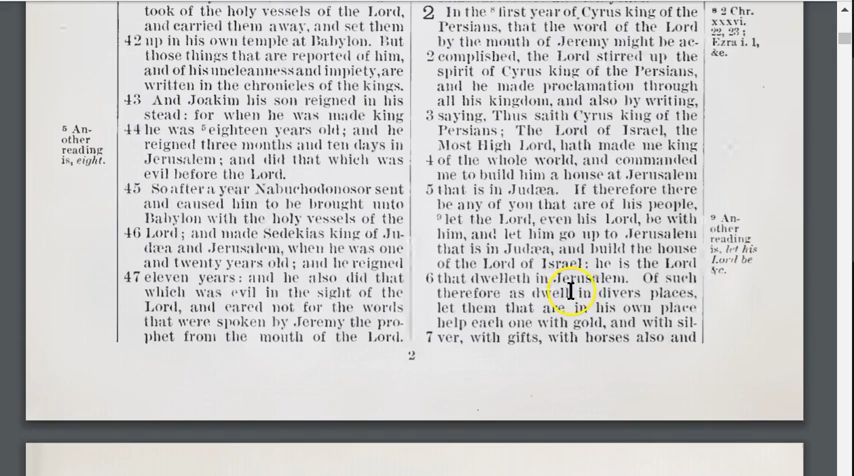 took of the holy vessels of the Lord,
and carried them away, and set them
42 up in his own temple at Babylon. But
those things that are reported of him,
and of his uncleanness and impiety, are
written in the chronicles of the kings.
43 And Joakim his son reigned in his
stead: for when he was made king
44 he was ⁵eighteen years old; and he
reigned three months and ten days in
Jerusalem; and did that which was
evil before the Lord.
45 So after a year Nabuchodonosor sent
and caused him to be brought unto
Babylon with the holy vessels of the
46 Lord; and made Sedekias king of Ju-
dæa and Jerusalem, when he was one
and twenty years old; and he reigned
47 eleven years: and he also did that
which was evil in the sight of the
Lord, and cared not for the words
that were spoken by Jeremy the pro-
phet from the mouth of the Lord.
⁵ An-
other
reading
is, eight.
2 In the ⁸first year of Cyrus king of the
Persians, that the word of the Lord
by the mouth of Jeremy might be ac-
2 complished, the Lord stirred up the
spirit of Cyrus king of the Persians,
and he made proclamation through
all his kingdom, and also by writing,
3 saying, Thus saith Cyrus king of the
Persians; The Lord of Israel, the
Most High Lord, hath made me king
4 of the whole world, and commanded
me to build him a house at Jerusalem
5 that is in Judæa. If therefore there
be any of you that are of his people,
⁹let the Lord, even his Lord, be with
him, and let him go up to Jerusalem
that is in Judæa, and build the house
of the Lord of Israel: he is the Lord
6 that dwelleth in Jerusalem. Of such
therefore as dwell in divers places,
let them that are in his own place
help each one with gold, and with sil-
7 ver, with gifts, with horses also and
⁸ 2 Chr.
xxxvi.
22, 23;
Ezra i. 1,
&c.
⁹ An-
other
reading
is, let his
Lord be
&c.
2